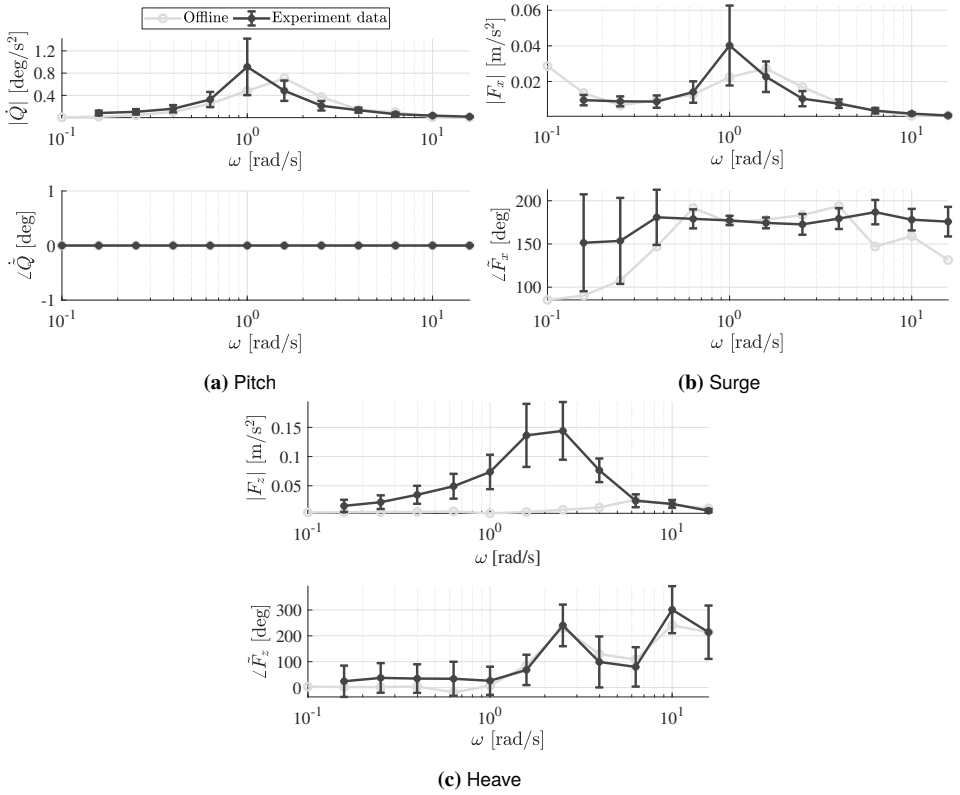 Offline Experiment data
|Q̇| [deg/s²]
1.2
0.8
0.4
10⁻¹ 10⁰ 10¹
ω [rad/s]
∠Q̇̃ [deg]
1
0
-1
10⁻¹ 10⁰ 10¹
ω [rad/s]
(a) Pitch
|Fₓ| [m/s²]
0.06
0.04
0.02
10⁻¹ 10⁰ 10¹
ω [rad/s]
∠F̃ₓ [deg]
200
150
100
10⁻¹ 10⁰ 10¹
ω [rad/s]
(b) Surge
|F_z| [m/s²]
0.15
0.1
0.05
10⁻¹ 10⁰ 10¹
ω [rad/s]
∠F̃_z [deg]
300
200
100
0
10⁻¹ 10⁰ 10¹
ω [rad/s]
(c) Heave